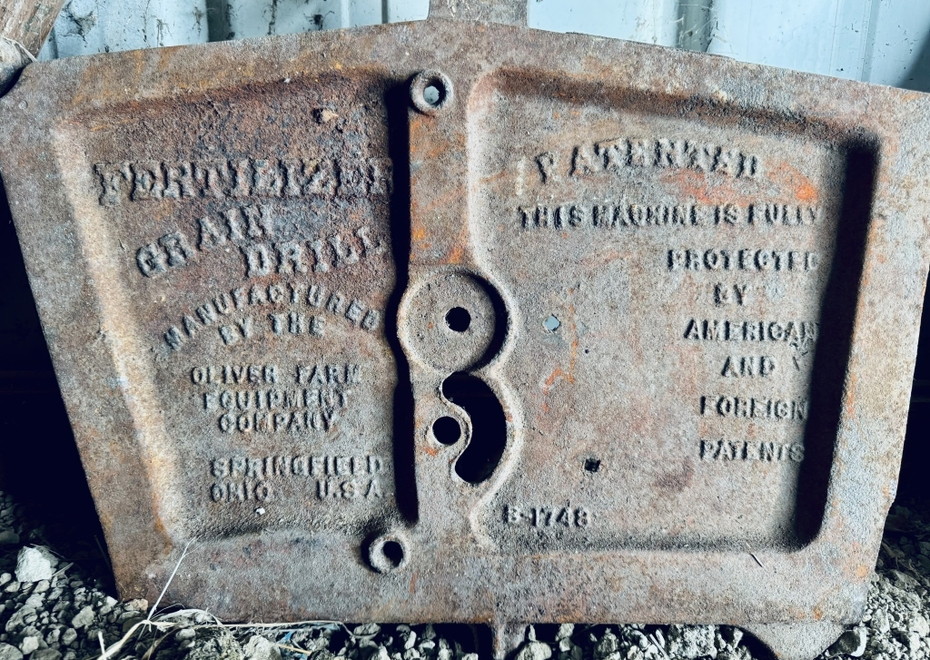 FERTILIZER
GRAIN
DRILL
MANUFACTURED
BY THE
OLIVER FARM
EQUIPMENT
COMPANY
SPRINGFIELD
OHIO U.S.A.
PATENTED
THIS MACHINE IS FULLY
PROTECTED
BY
AMERICAN
AND
FOREIGN
PATENTS
B-1748